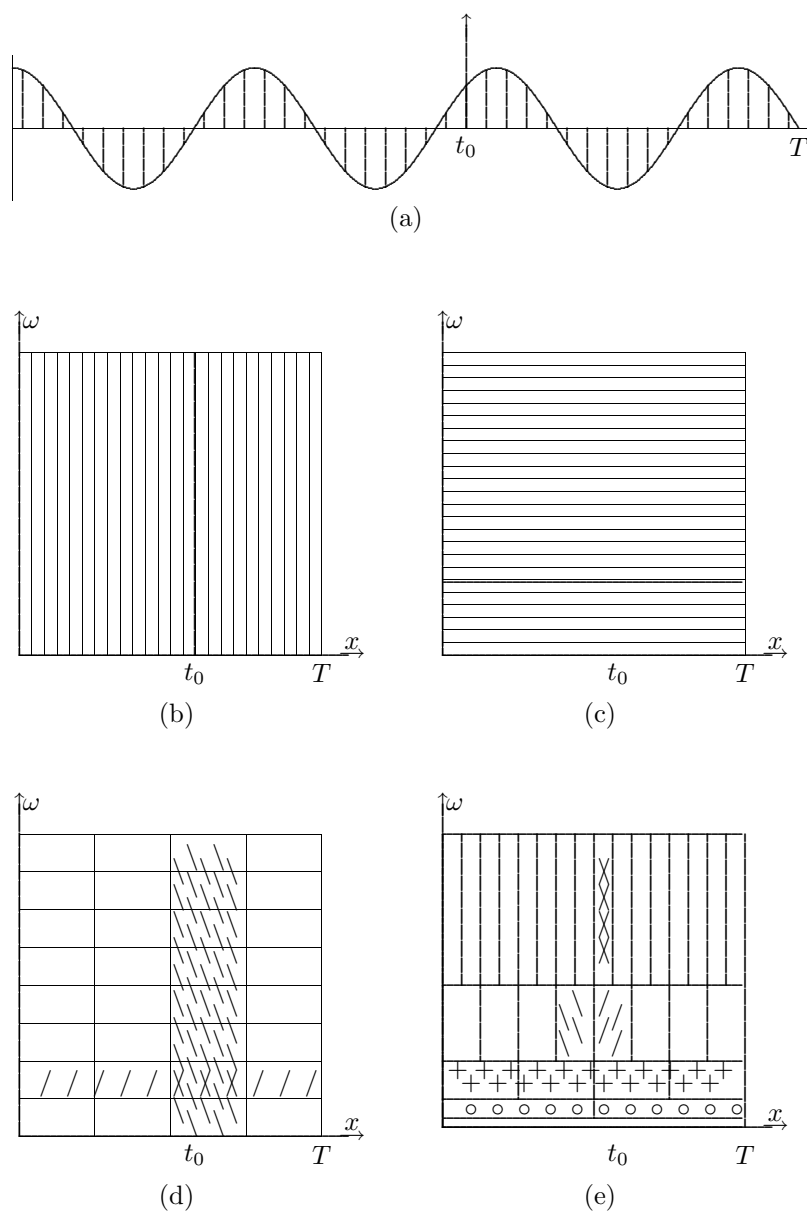 t₀ T
(a)
ω ω
x x
t₀ T t₀ T
(b) (c)
ω ω
x x
t₀ T t₀ T
(d) (e)